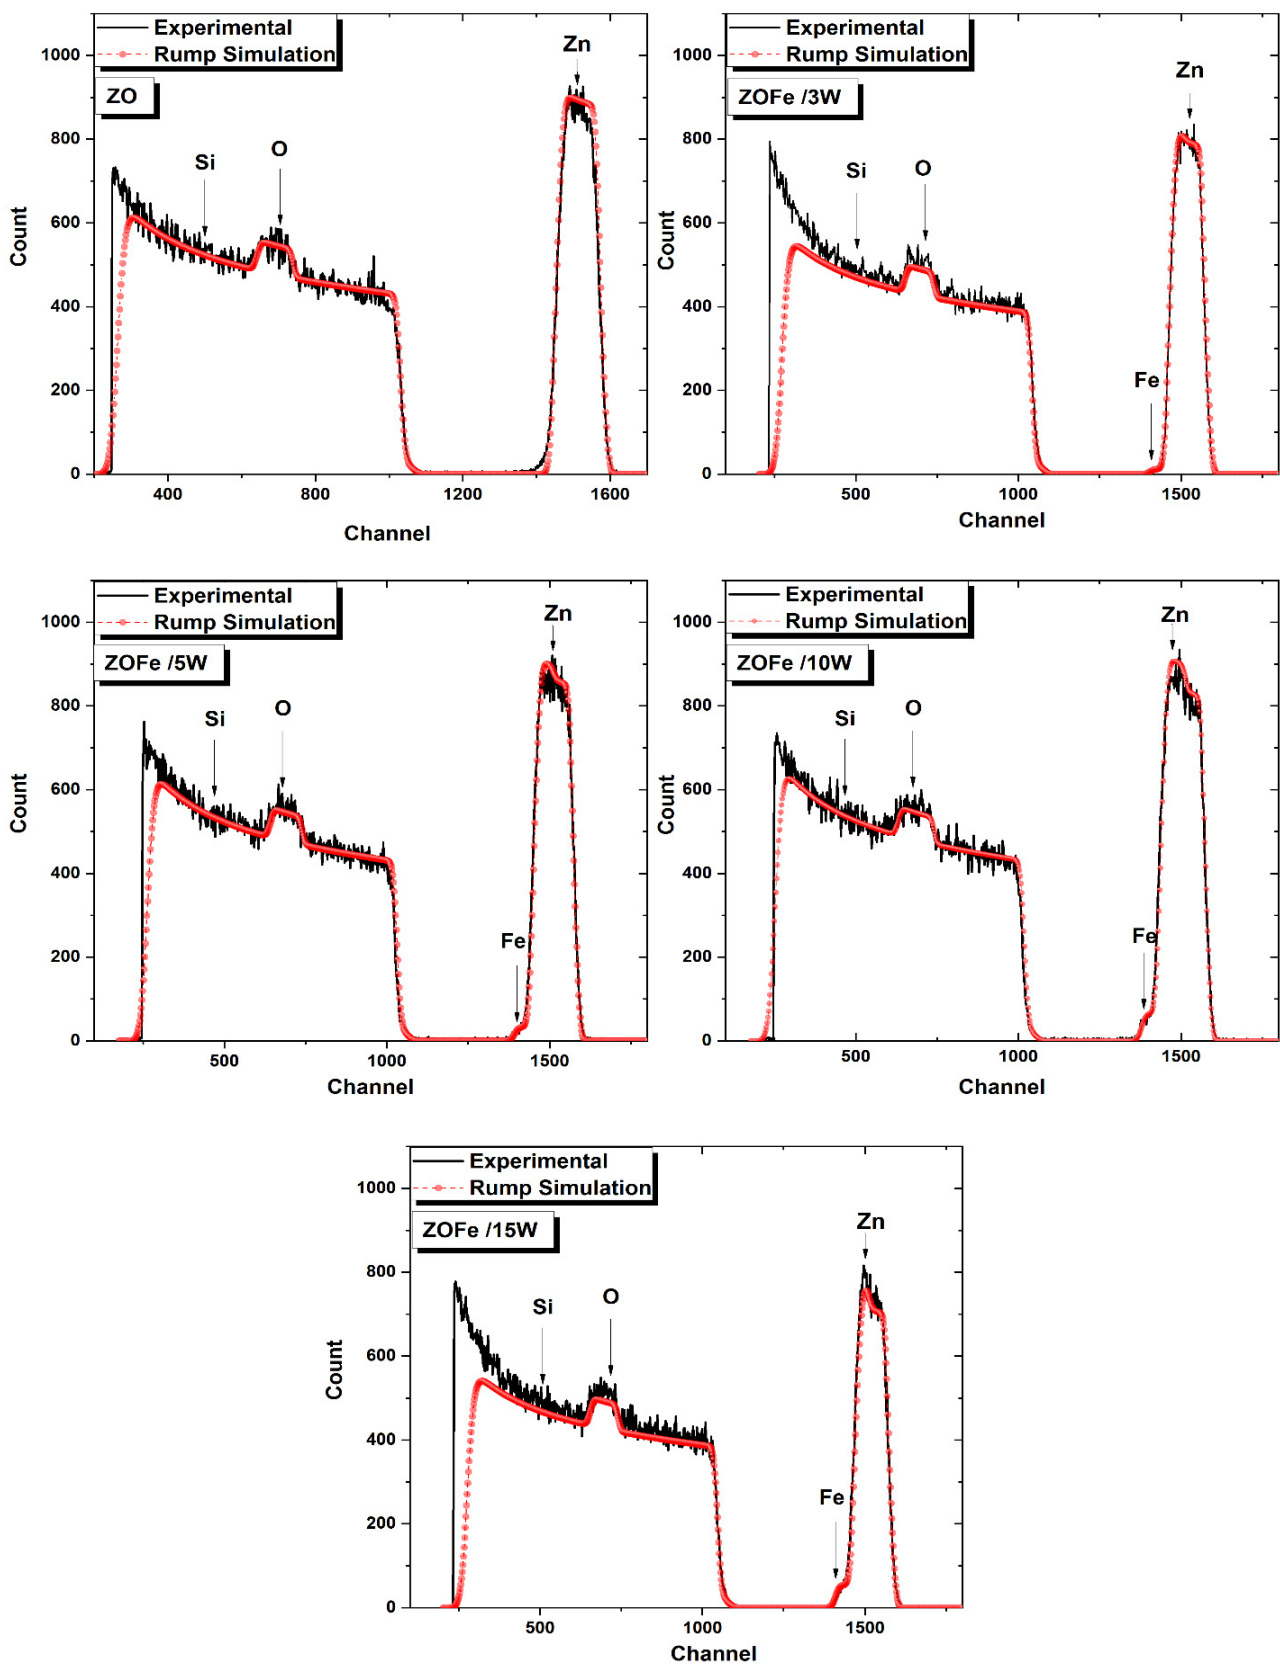 Experimental
Rump Simulation
ZO
Si
O
Zn
Count
1000
800
600
400
200
0
400
800
1200
1600
Channel
Experimental
Rump Simulation
ZOFe /3W
Si
O
Fe
Zn
Count
1000
800
600
400
200
0
500
1000
1500
Channel
Experimental
Rump Simulation
ZOFe /5W
Si
O
Fe
Zn
Count
1000
800
600
400
200
0
500
1000
1500
Channel
Experimental
Rump Simulation
ZOFe /10W
Si
O
Fe
Zn
Count
1000
800
600
400
200
0
500
1000
1500
Channel
Experimental
Rump Simulation
ZOFe /15W
Si
O
Fe
Zn
Count
1000
800
600
400
200
0
500
1000
1500
Channel